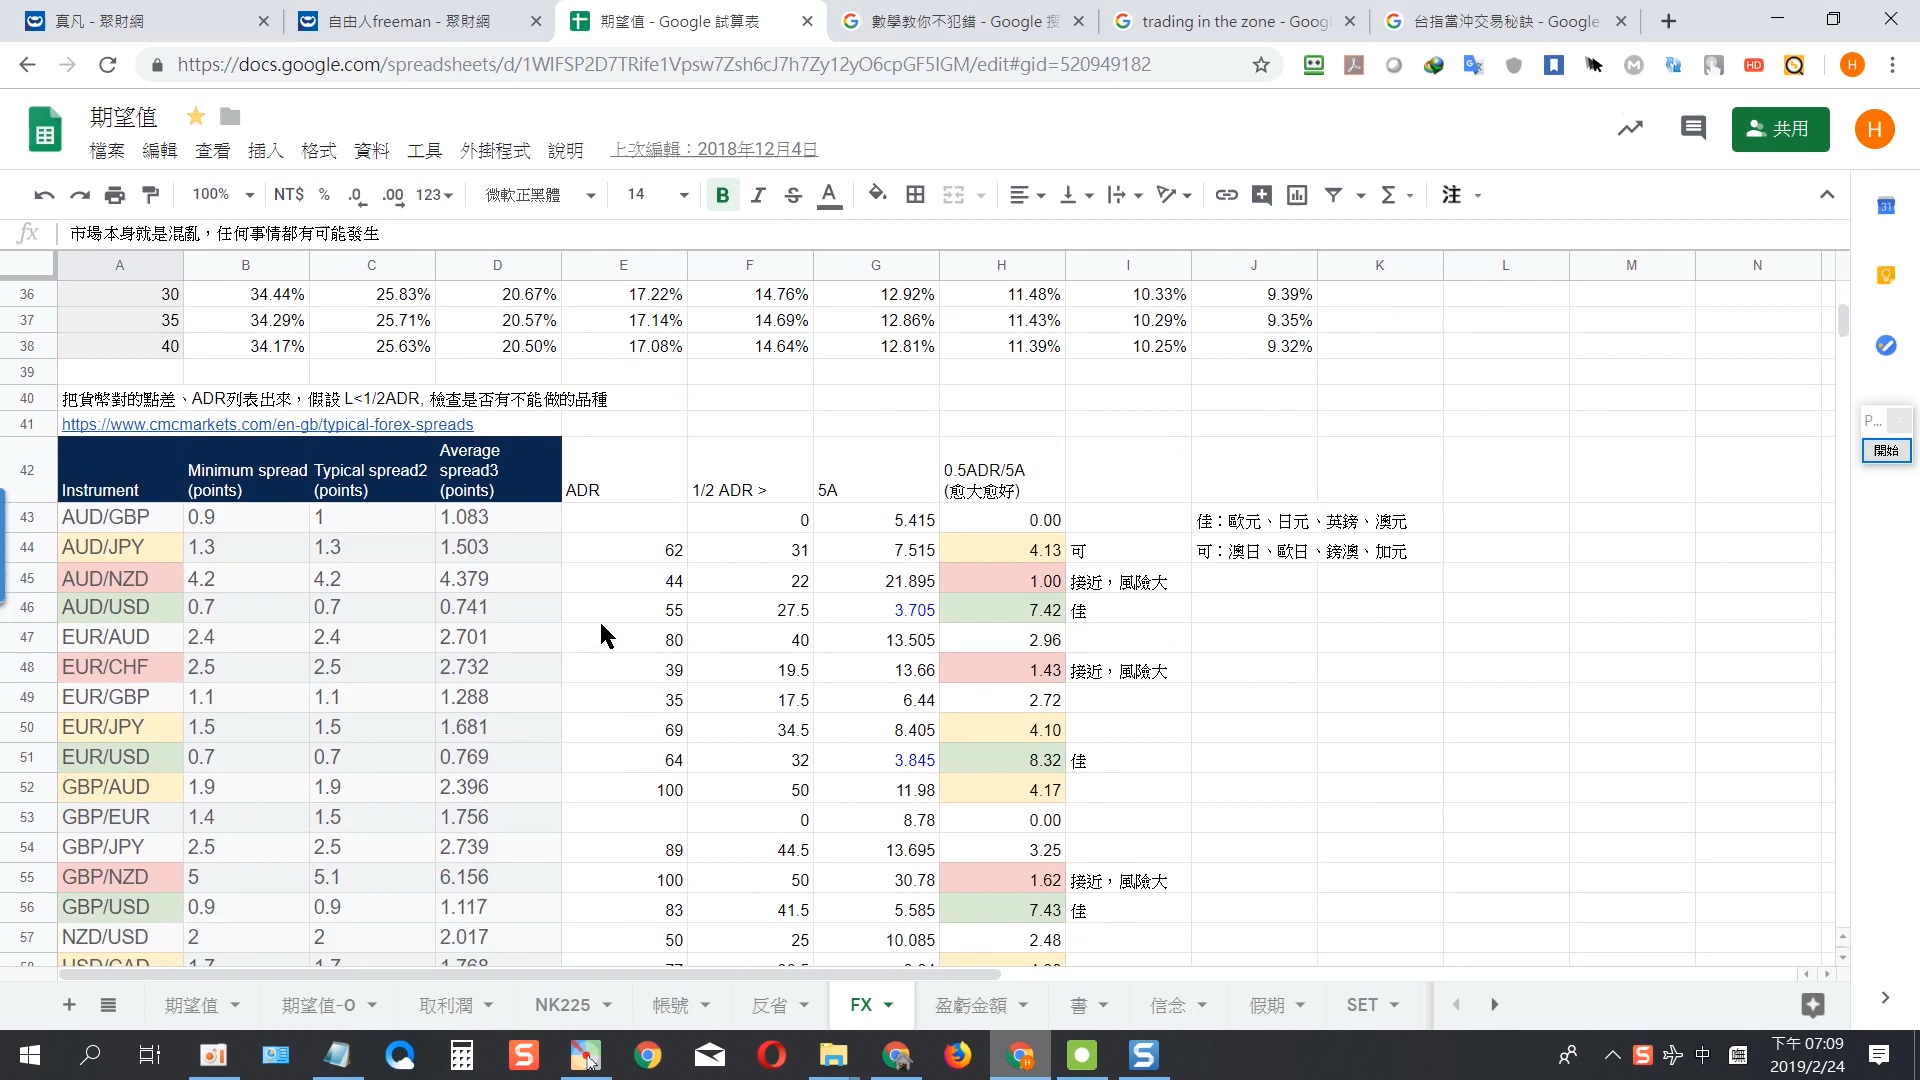 真凡 - 聚財網
自由人freeman - 聚財網
期望值 - Google 試算表
數學教你不犯錯 - Google 搜
trading in the zone - Goog
台指當沖交易秘訣 - Google
https://docs.google.com/spreadsheets/d/1WIFSP2D7TRife1Vpsw7Zsh6cJ7h7Zy12yO6cpGF5IGM/edit#gid=520949182
期望值
檔案 編輯 查看 插入 格式 資料 工具 外掛程式 說明 上次編輯：2018年12月4日
共用
H
100% NT$ % .0 .00 123 微軟正黑體 14 B I S A 注
fx 市場本身就是混亂，任何事情都有可能發生
A B C D E F G H I J K L M N
36 30 34.44% 25.83% 20.67% 17.22% 14.76% 12.92% 11.48% 10.33% 9.39%
37 35 34.29% 25.71% 20.57% 17.14% 14.69% 12.86% 11.43% 10.29% 9.35%
38 40 34.17% 25.63% 20.50% 17.08% 14.64% 12.81% 11.39% 10.25% 9.32%
39
40 把貨幣對的點差、ADR列表出來，假設 L<1/2ADR, 檢查是否有不能做的品種
41 https://www.cmcmarkets.com/en-gb/typical-forex-spreads
42 Instrument Minimum spread (points) Typical spread2 (points) Average spread3 (points) ADR 1/2 ADR > 5A 0.5ADR/5A (愈大愈好)
43 AUD/GBP 0.9 1 1.083 0 5.415 0.00 佳：歐元、日元、英鎊、澳元
44 AUD/JPY 1.3 1.3 1.503 62 31 7.515 4.13 可 可：澳日、歐日、鎊澳、加元
45 AUD/NZD 4.2 4.2 4.379 44 22 21.895 1.00 接近，風險大
46 AUD/USD 0.7 0.7 0.741 55 27.5 3.705 7.42 佳
47 EUR/AUD 2.4 2.4 2.701 80 40 13.505 2.96
48 EUR/CHF 2.5 2.5 2.732 39 19.5 13.66 1.43 接近，風險大
49 EUR/GBP 1.1 1.1 1.288 35 17.5 6.44 2.72
50 EUR/JPY 1.5 1.5 1.681 69 34.5 8.405 4.10
51 EUR/USD 0.7 0.7 0.769 64 32 3.845 8.32 佳
52 GBP/AUD 1.9 1.9 2.396 100 50 11.98 4.17
53 GBP/EUR 1.4 1.5 1.756 0 8.78 0.00
54 GBP/JPY 2.5 2.5 2.739 89 44.5 13.695 3.25
55 GBP/NZD 5 5.1 6.156 100 50 30.78 1.62 接近，風險大
56 GBP/USD 0.9 0.9 1.117 83 41.5 5.585 7.43 佳
57 NZD/USD 2 2 2.017 50 25 10.085 2.48
USD/CAD 1.7 1.7 1.768
P...
開始
期望值 期望值-O 取利潤 NK225 帳號 反省 FX 盈虧金額 書 信念 假期 SET
中
下午 07:09
2019/2/24